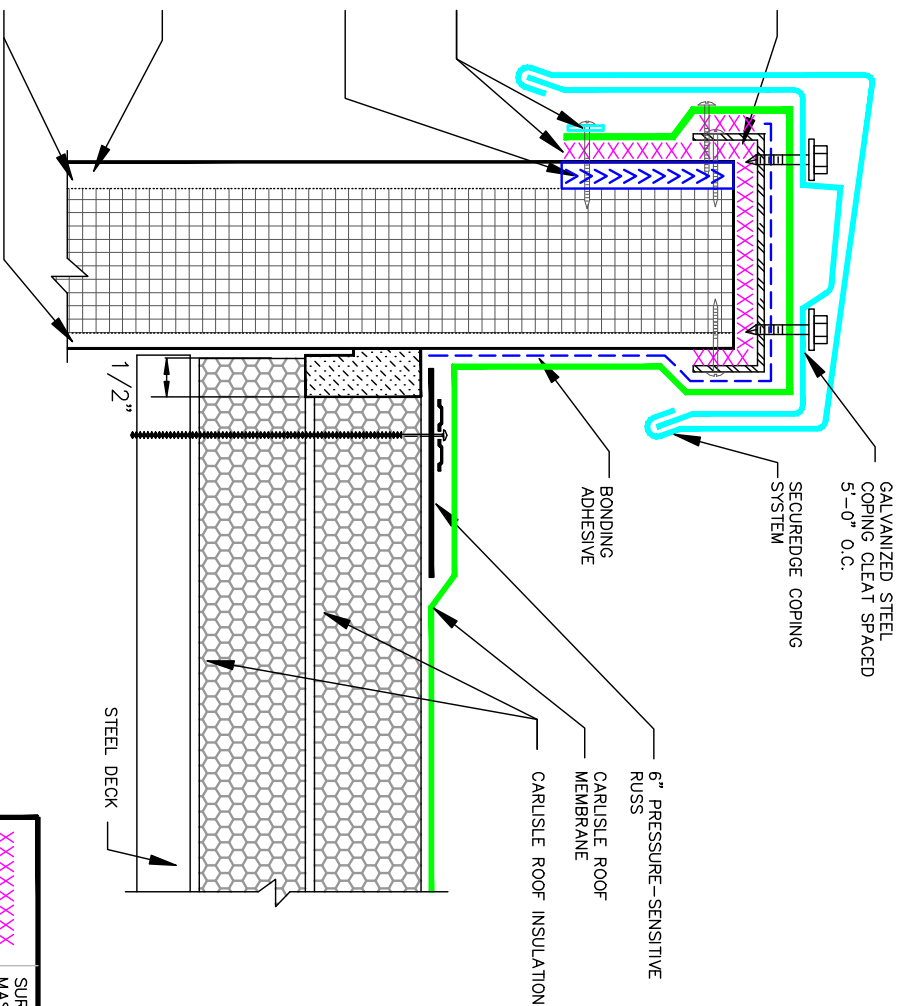 GALVANIZED STEEL
COPING CLEAT SPACED
5'-0" O.C.
SECUREDGE COPING
SYSTEM
BONDING
ADHESIVE
6" PRESSURE-SENSITIVE
RUSS
CARLISLE ROOF
MEMBRANE
CARLISLE ROOF INSULATION
STEEL DECK
1/2"